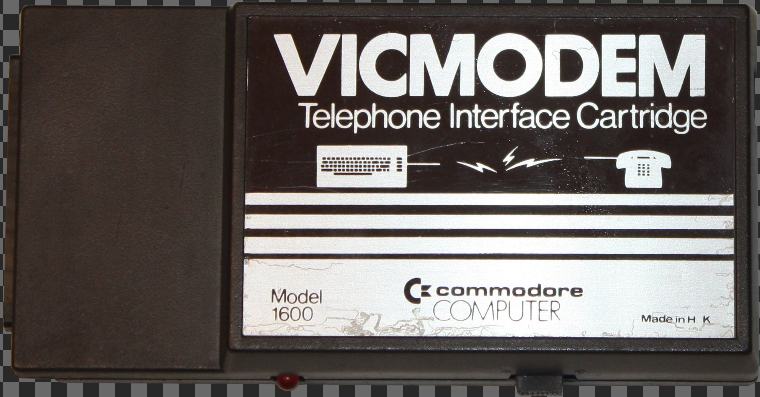 VICMODEM
Telephone Interface Cartridge
Model
1600
commodore
COMPUTER
Made in H K